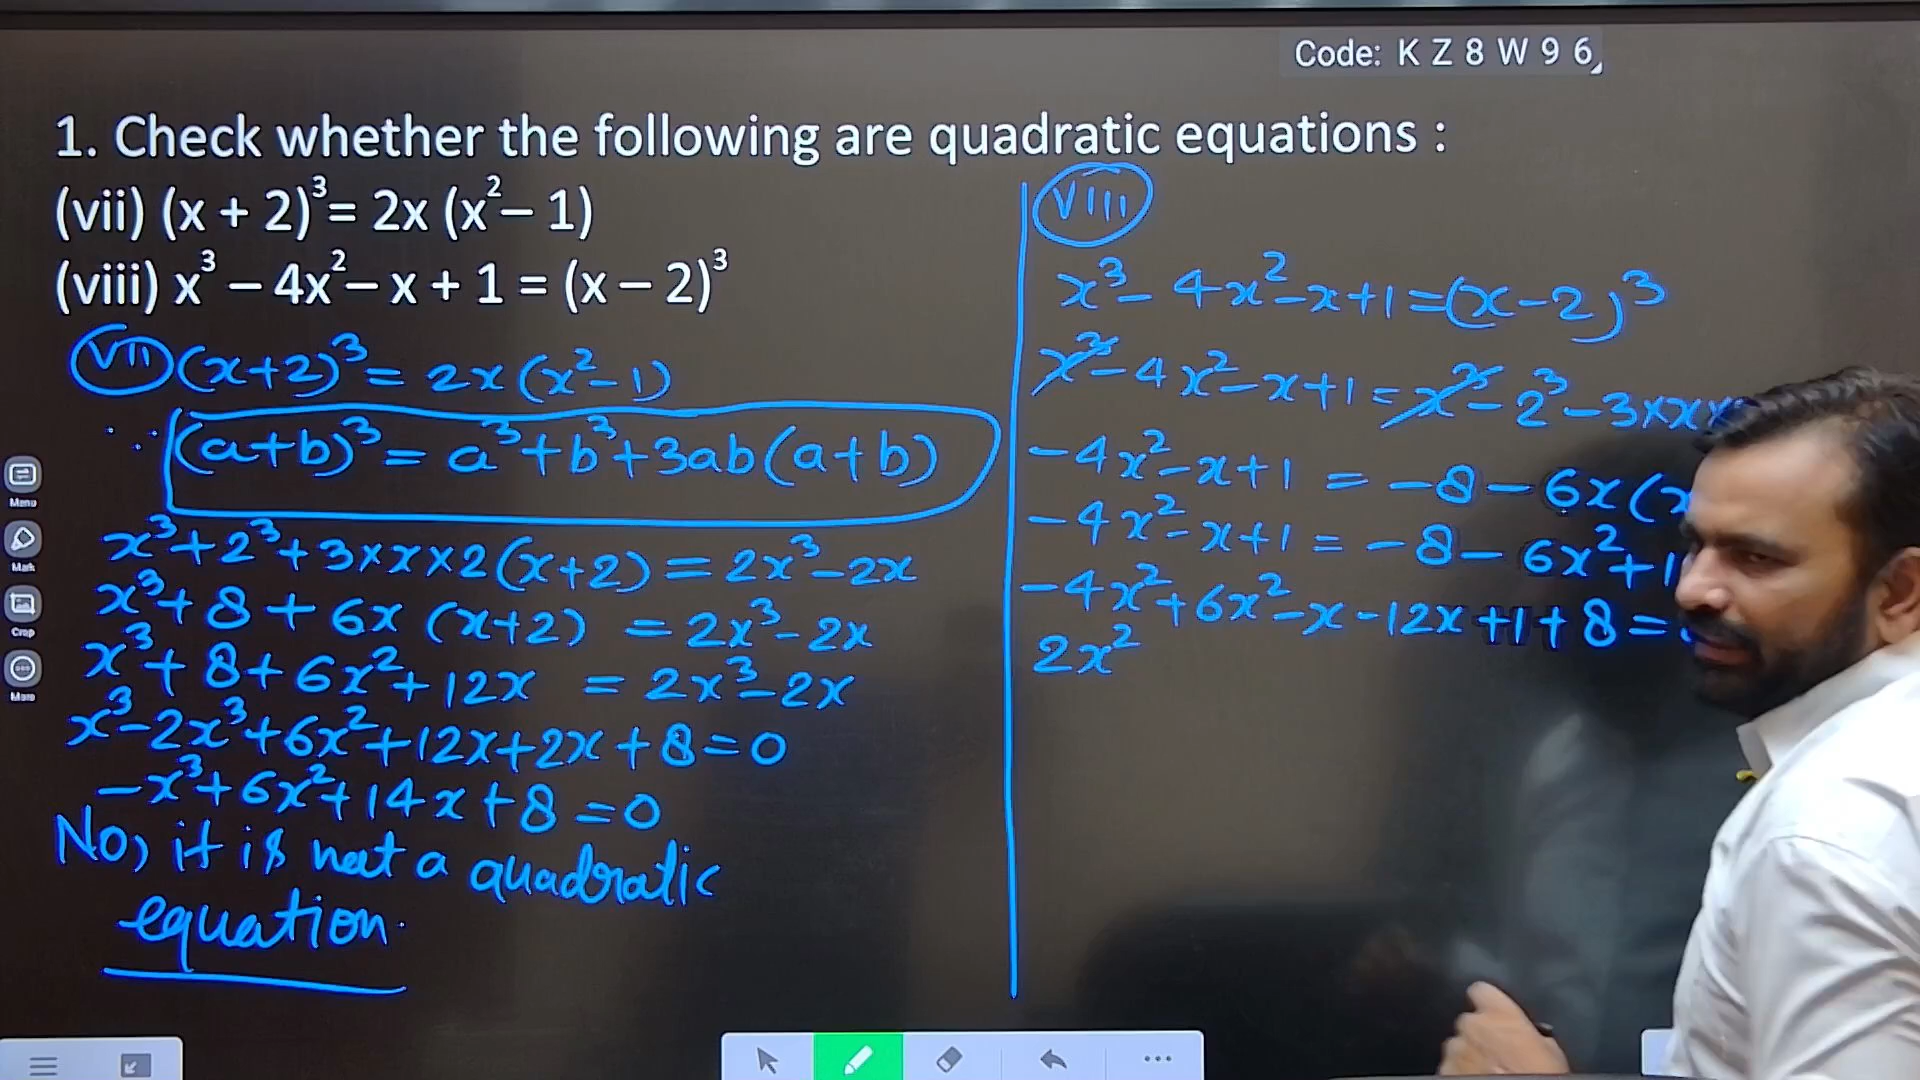 Code: K Z 8 W 9 6
1. Check whether the following are quadratic equations :
(vii) (x + 2)³= 2x (x²– 1)
(viii) x³ – 4x²– x + 1 = (x – 2)³
VII (x+2)³ = 2x(x²-1)
∵ (a+b)³ = a³+b³+3ab(a+b)
x³+2³+3×x×2(x+2) = 2x³-2x
x³+8+6x(x+2) = 2x³-2x
x³+8+6x²+12x = 2x³-2x
x³-2x³+6x²+12x+2x+8=0
-x³+6x²+14x+8=0
No, it is not a quadratic
equation.
VIII
x³-4x²-x+1=(x-2)³
x³-4x²-x+1=x³-2³-3×x×
-4x²-x+1 = -8-6x(x
-4x²-x+1 = -8-6x²+1
-4x²+6x²-x-12x+1+8=
2x²
Menu
Mark
Crop
More